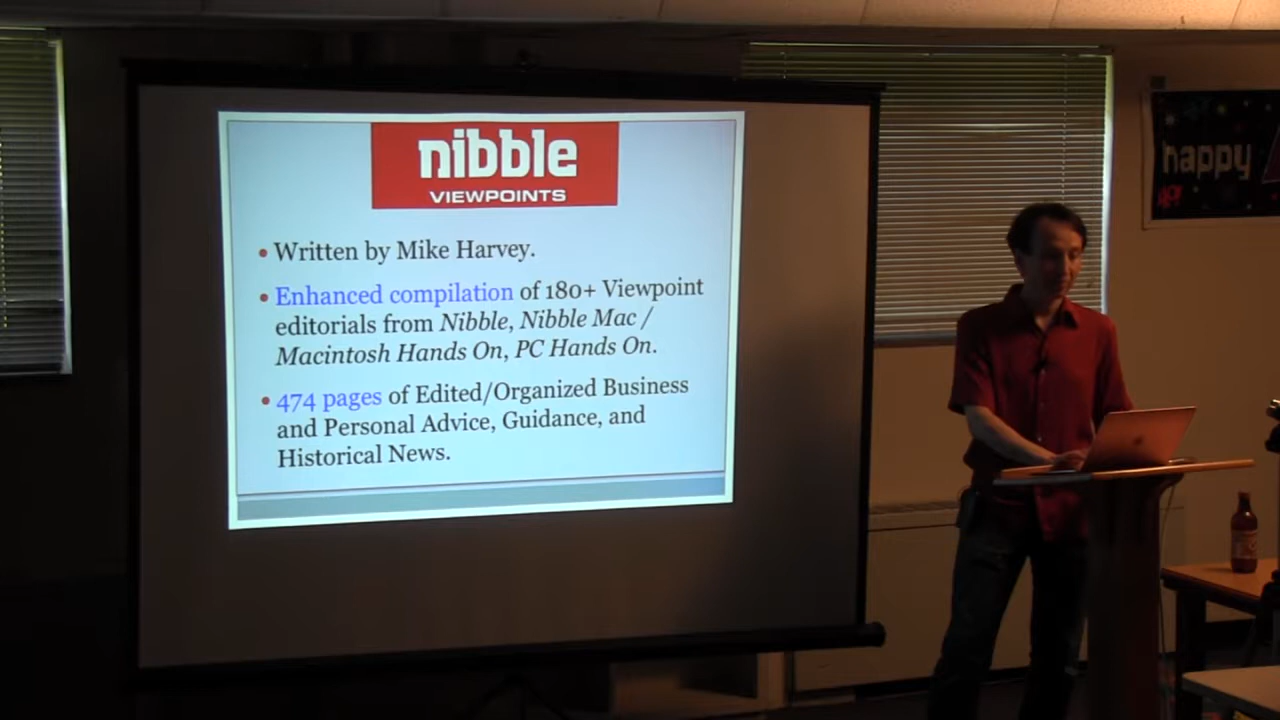 nibble
VIEWPOINTS
• Written by Mike Harvey.
• Enhanced compilation of 180+ Viewpoint
editorials from Nibble, Nibble Mac /
Macintosh Hands On, PC Hands On.
• 474 pages of Edited/Organized Business
and Personal Advice, Guidance, and
Historical News.
happy